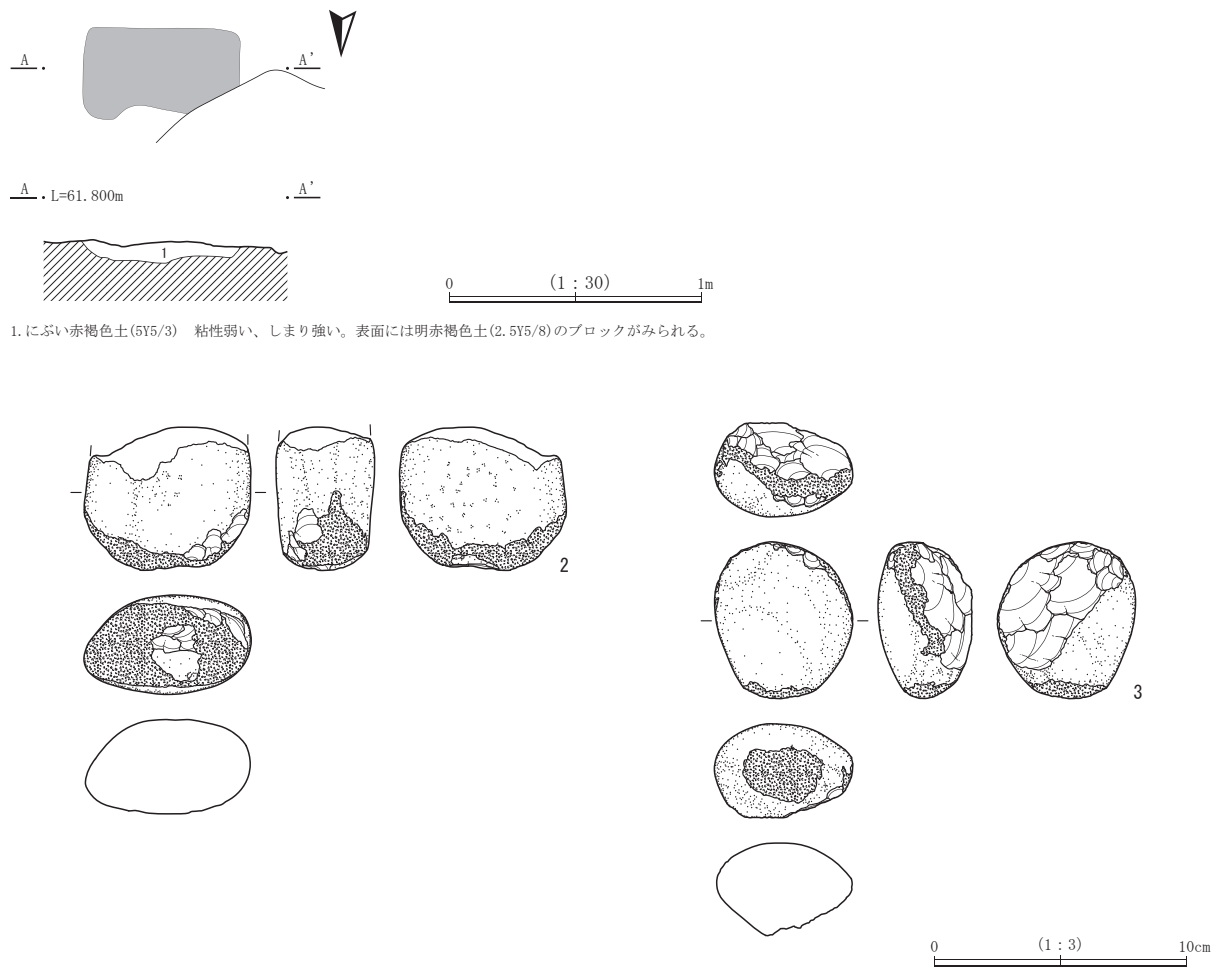 A A'
A L=61.800m A'
1
0 (1:30) 1m
1.にぶい赤褐色土(5Y5/3) 粘性弱い、しまり強い。表面には明赤褐色土(2.5Y5/8)のブロックがみられる。
2
3
0 (1:3) 10cm